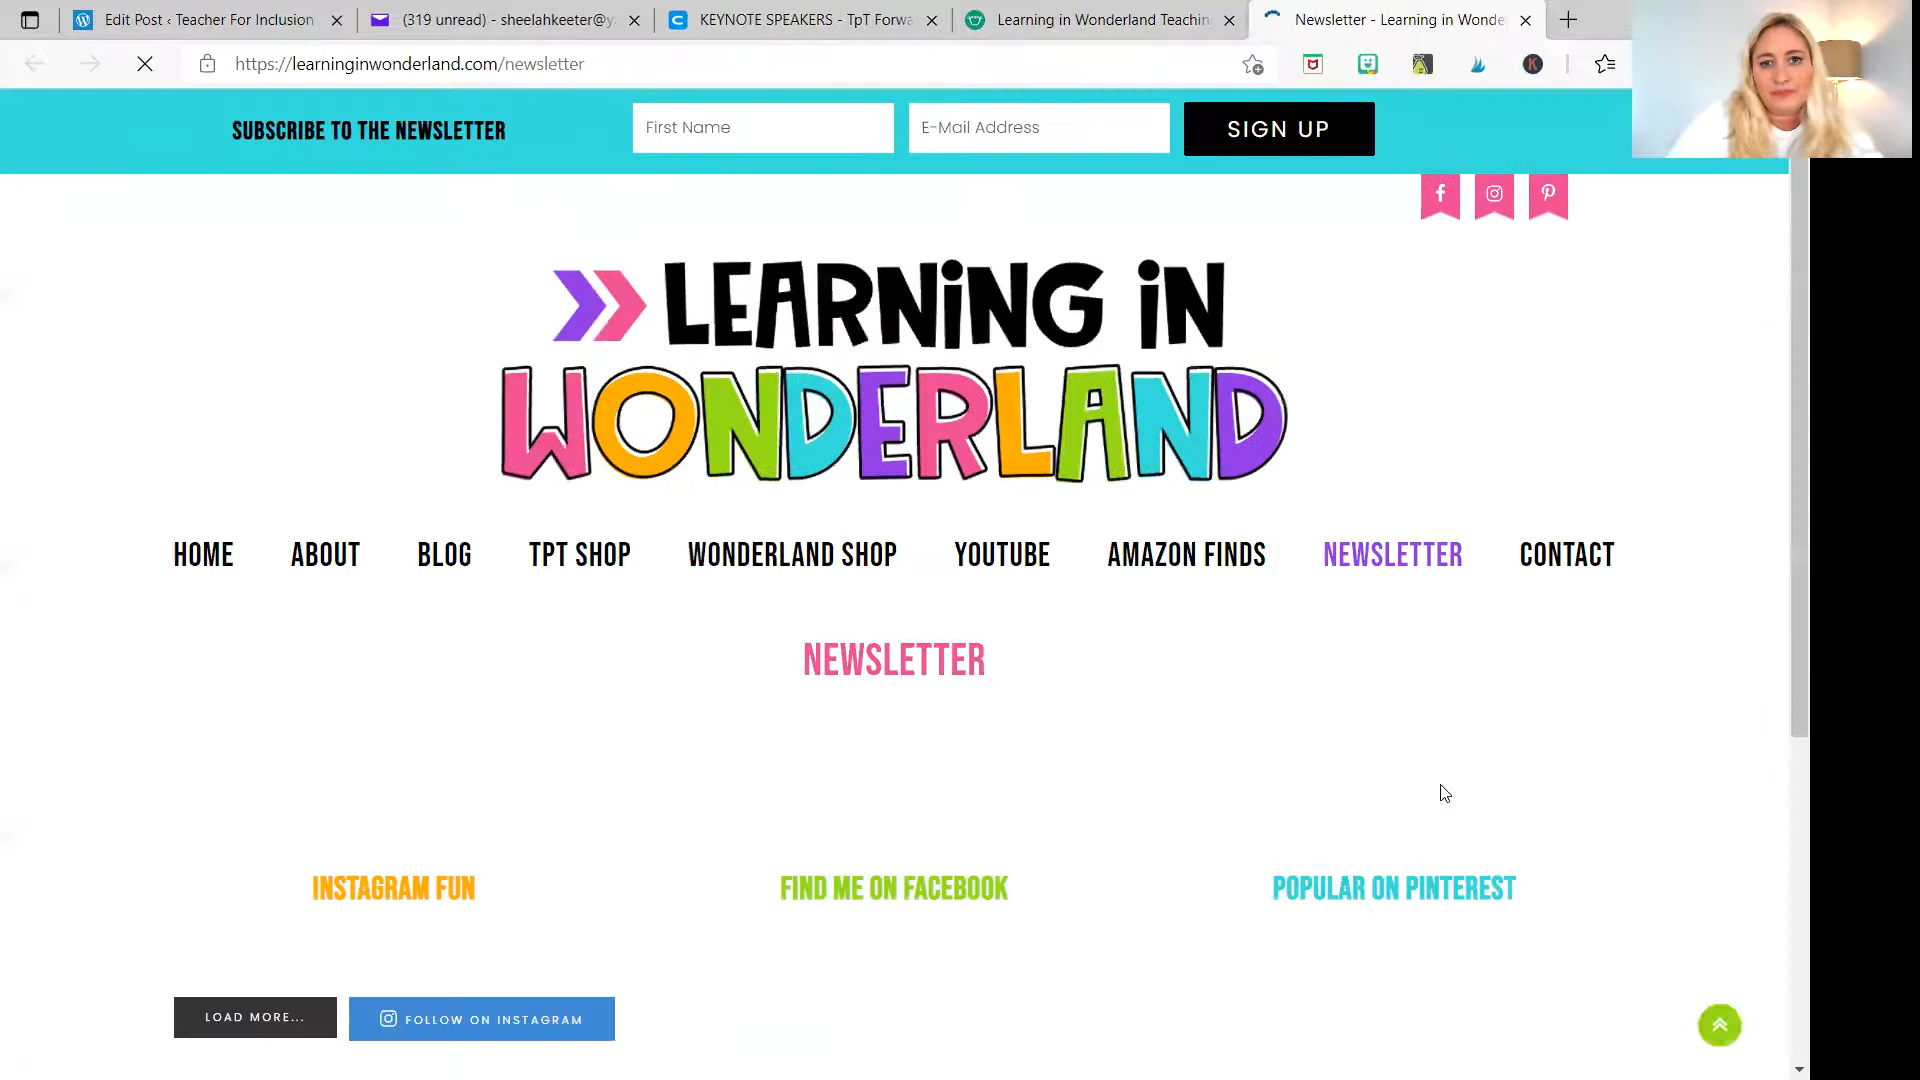 Edit Post ‹ Teacher For Inclusion
(319 unread) - sheelahkeeter@y
KEYNOTE SPEAKERS - TpT Forwa
Learning in Wonderland Teachin
Newsletter - Learning in Wonde
https://learninginwonderland.com/newsletter
SUBSCRIBE TO THE NEWSLETTER
First Name
E-Mail Address
SIGN UP
LEARNiNG iN
WONDERLAND
HOME ABOUT BLOG TPT SHOP WONDERLAND SHOP YOUTUBE AMAZON FINDS NEWSLETTER CONTACT
NEWSLETTER
INSTAGRAM FUN
FIND ME ON FACEBOOK
POPULAR ON PINTEREST
LOAD MORE...
FOLLOW ON INSTAGRAM